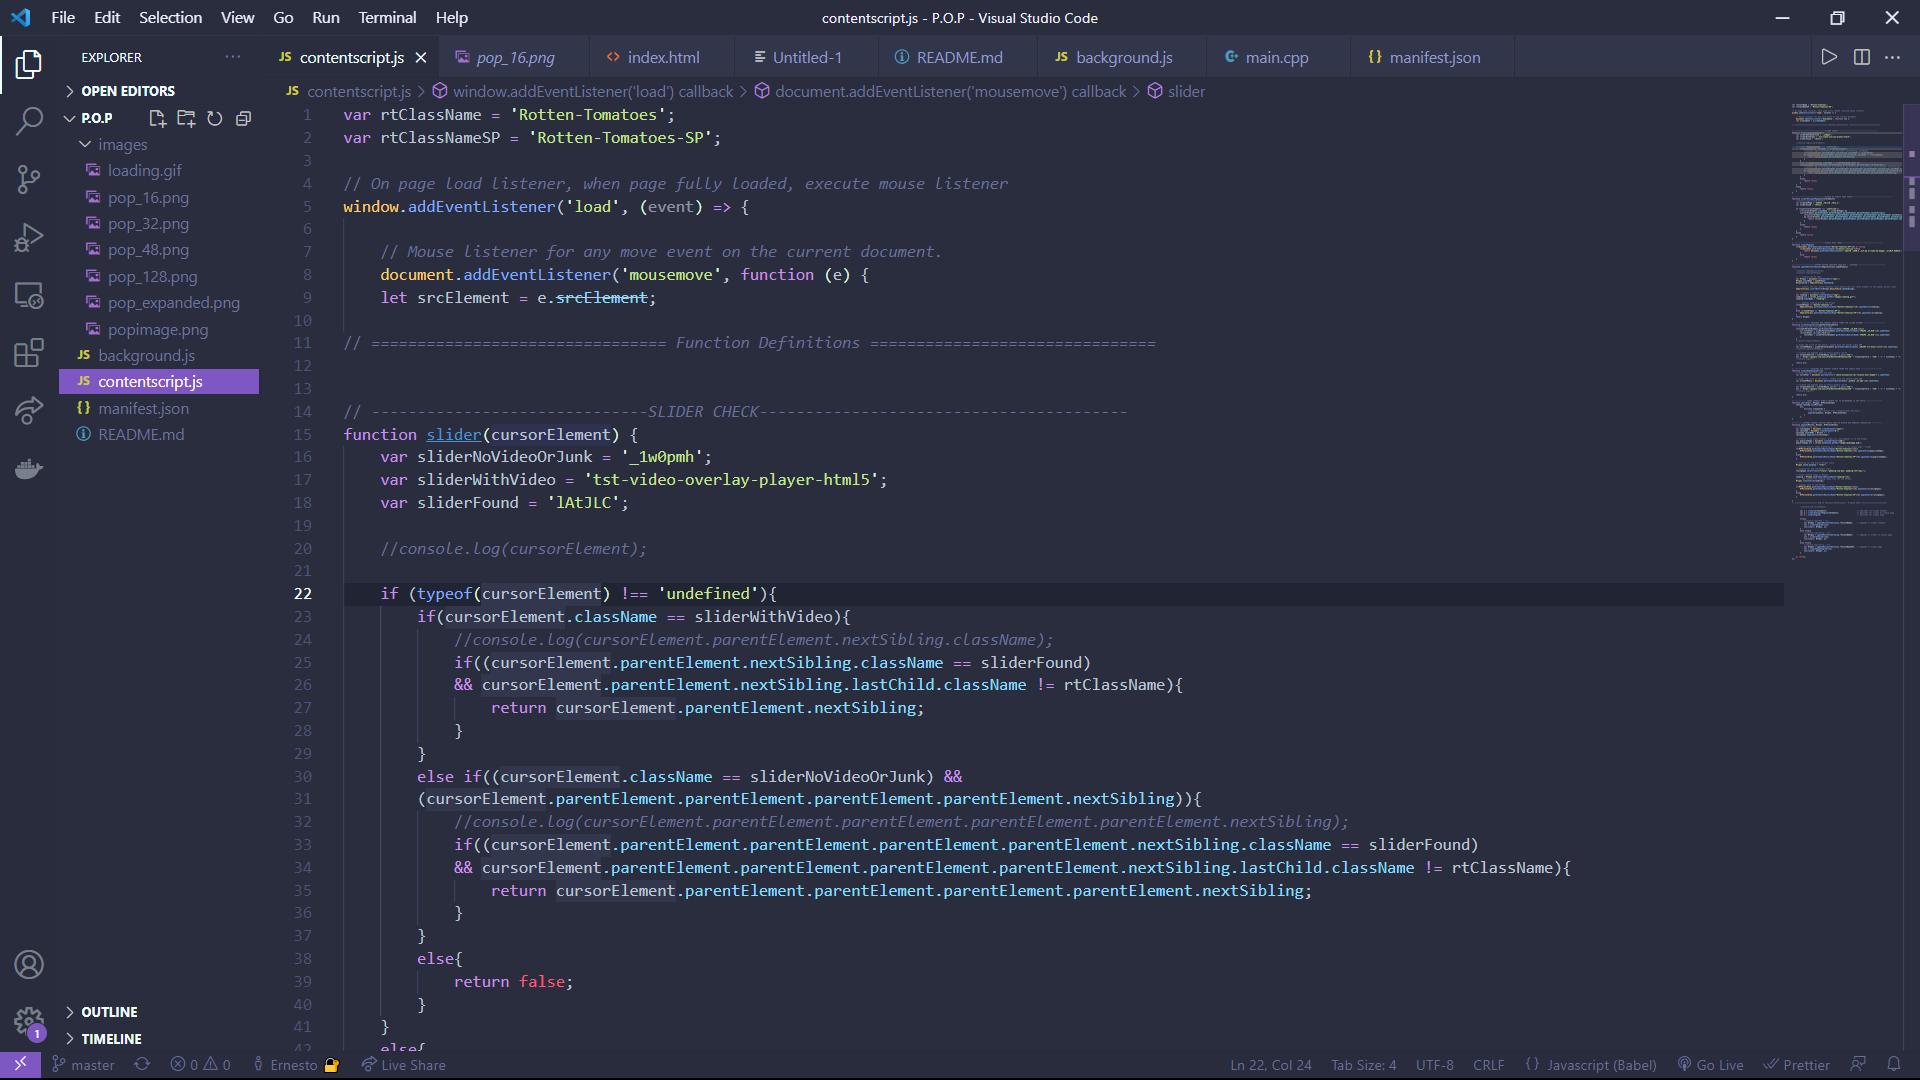 File Edit Selection View Go Run Terminal Help
contentscript.js - P.O.P - Visual Studio Code
EXPLORER
JS contentscript.js
pop_16.png
<> index.html
Untitled-1
README.md
JS background.js
main.cpp
{} manifest.json
OPEN EDITORS
P.O.P
images
loading.gif
pop_16.png
pop_32.png
pop_48.png
pop_128.png
pop_expanded.png
popimage.png
JS background.js
JS contentscript.js
{} manifest.json
README.md
OUTLINE
TIMELINE
1
JS contentscript.js > window.addEventListener('load') callback > document.addEventListener('mousemove') callback > slider
1 var rtClassName = 'Rotten-Tomatoes';
2 var rtClassNameSP = 'Rotten-Tomatoes-SP';
3
4 // On page load listener, when page fully loaded, execute mouse listener
5 window.addEventListener('load', (event) => {
6
7 // Mouse listener for any move event on the current document.
8 document.addEventListener('mousemove', function (e) {
9 let srcElement = e.srcElement;
10
11 // ================================ Function Definitions ===============================
12
13
14 // ------------------------------SLIDER CHECK----------------------------------------
15 function slider(cursorElement) {
16 var sliderNoVideoOrJunk = '_1w0pmh';
17 var sliderWithVideo = 'tst-video-overlay-player-html5';
18 var sliderFound = 'lAtJLC';
19
20 //console.log(cursorElement);
21
22 if (typeof(cursorElement) !== 'undefined'){
23 if(cursorElement.className == sliderWithVideo){
24 //console.log(cursorElement.parentElement.nextSibling.className);
25 if((cursorElement.parentElement.nextSibling.className == sliderFound)
26 && cursorElement.parentElement.nextSibling.lastChild.className != rtClassName){
27 return cursorElement.parentElement.nextSibling;
28 }
29 }
30 else if((cursorElement.className == sliderNoVideoOrJunk) &&
31 (cursorElement.parentElement.parentElement.parentElement.parentElement.nextSibling)){
32 //console.log(cursorElement.parentElement.parentElement.parentElement.parentElement.nextSibling);
33 if((cursorElement.parentElement.parentElement.parentElement.parentElement.nextSibling.className == sliderFound)
34 && cursorElement.parentElement.parentElement.parentElement.parentElement.nextSibling.lastChild.className != rtClassName){
35 return cursorElement.parentElement.parentElement.parentElement.parentElement.nextSibling;
36 }
37 }
38 else{
39 return false;
40 }
41 }
42 else{
master 0 0 Ernesto Live Share
Ln 22, Col 24 Tab Size: 4 UTF-8 CRLF {} Javascript (Babel) Go Live Prettier